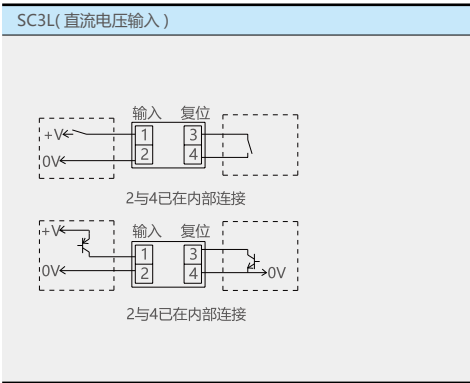 SC3L(直流电压输入)
输入 复位
+V 1 3
0V 2 4
2与4已在内部连接
+V 输入 复位
1 3
0V 2 4 0V
2与4已在内部连接